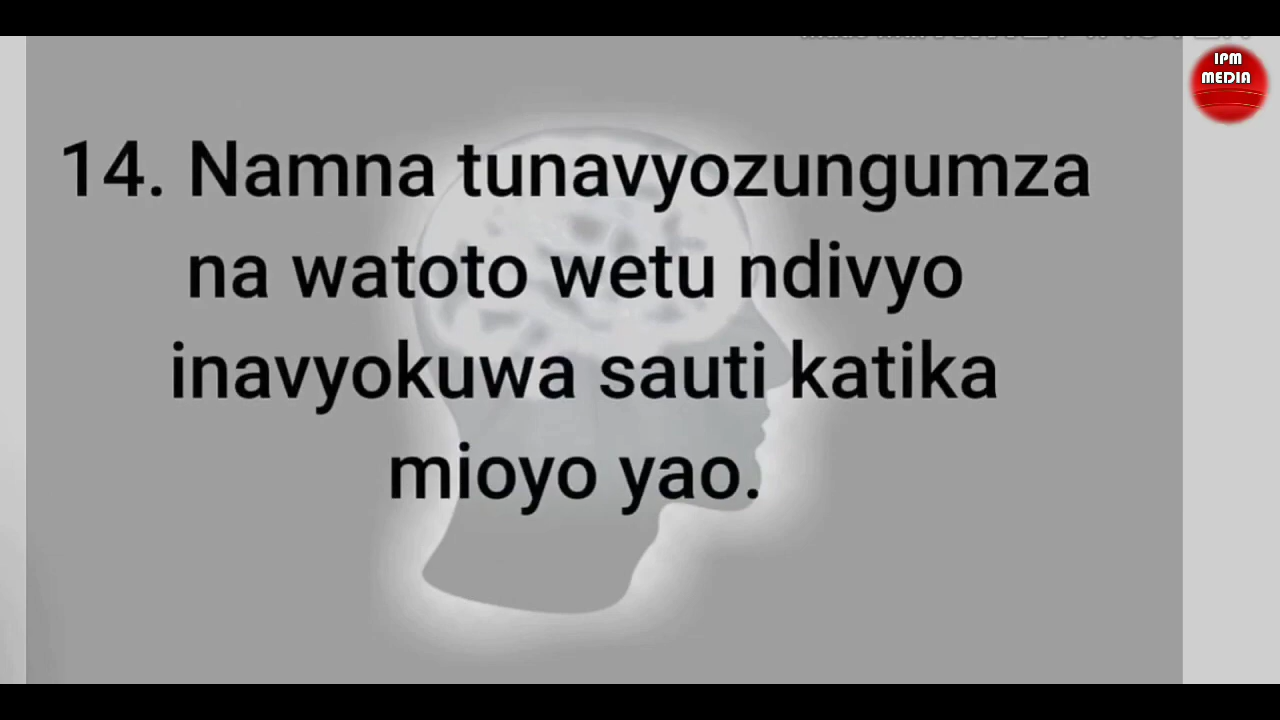 IPM
MEDIA
14. Namna tunavyozungumza
na watoto wetu ndivyo
inavyokuwa sauti katika
mioyo yao.